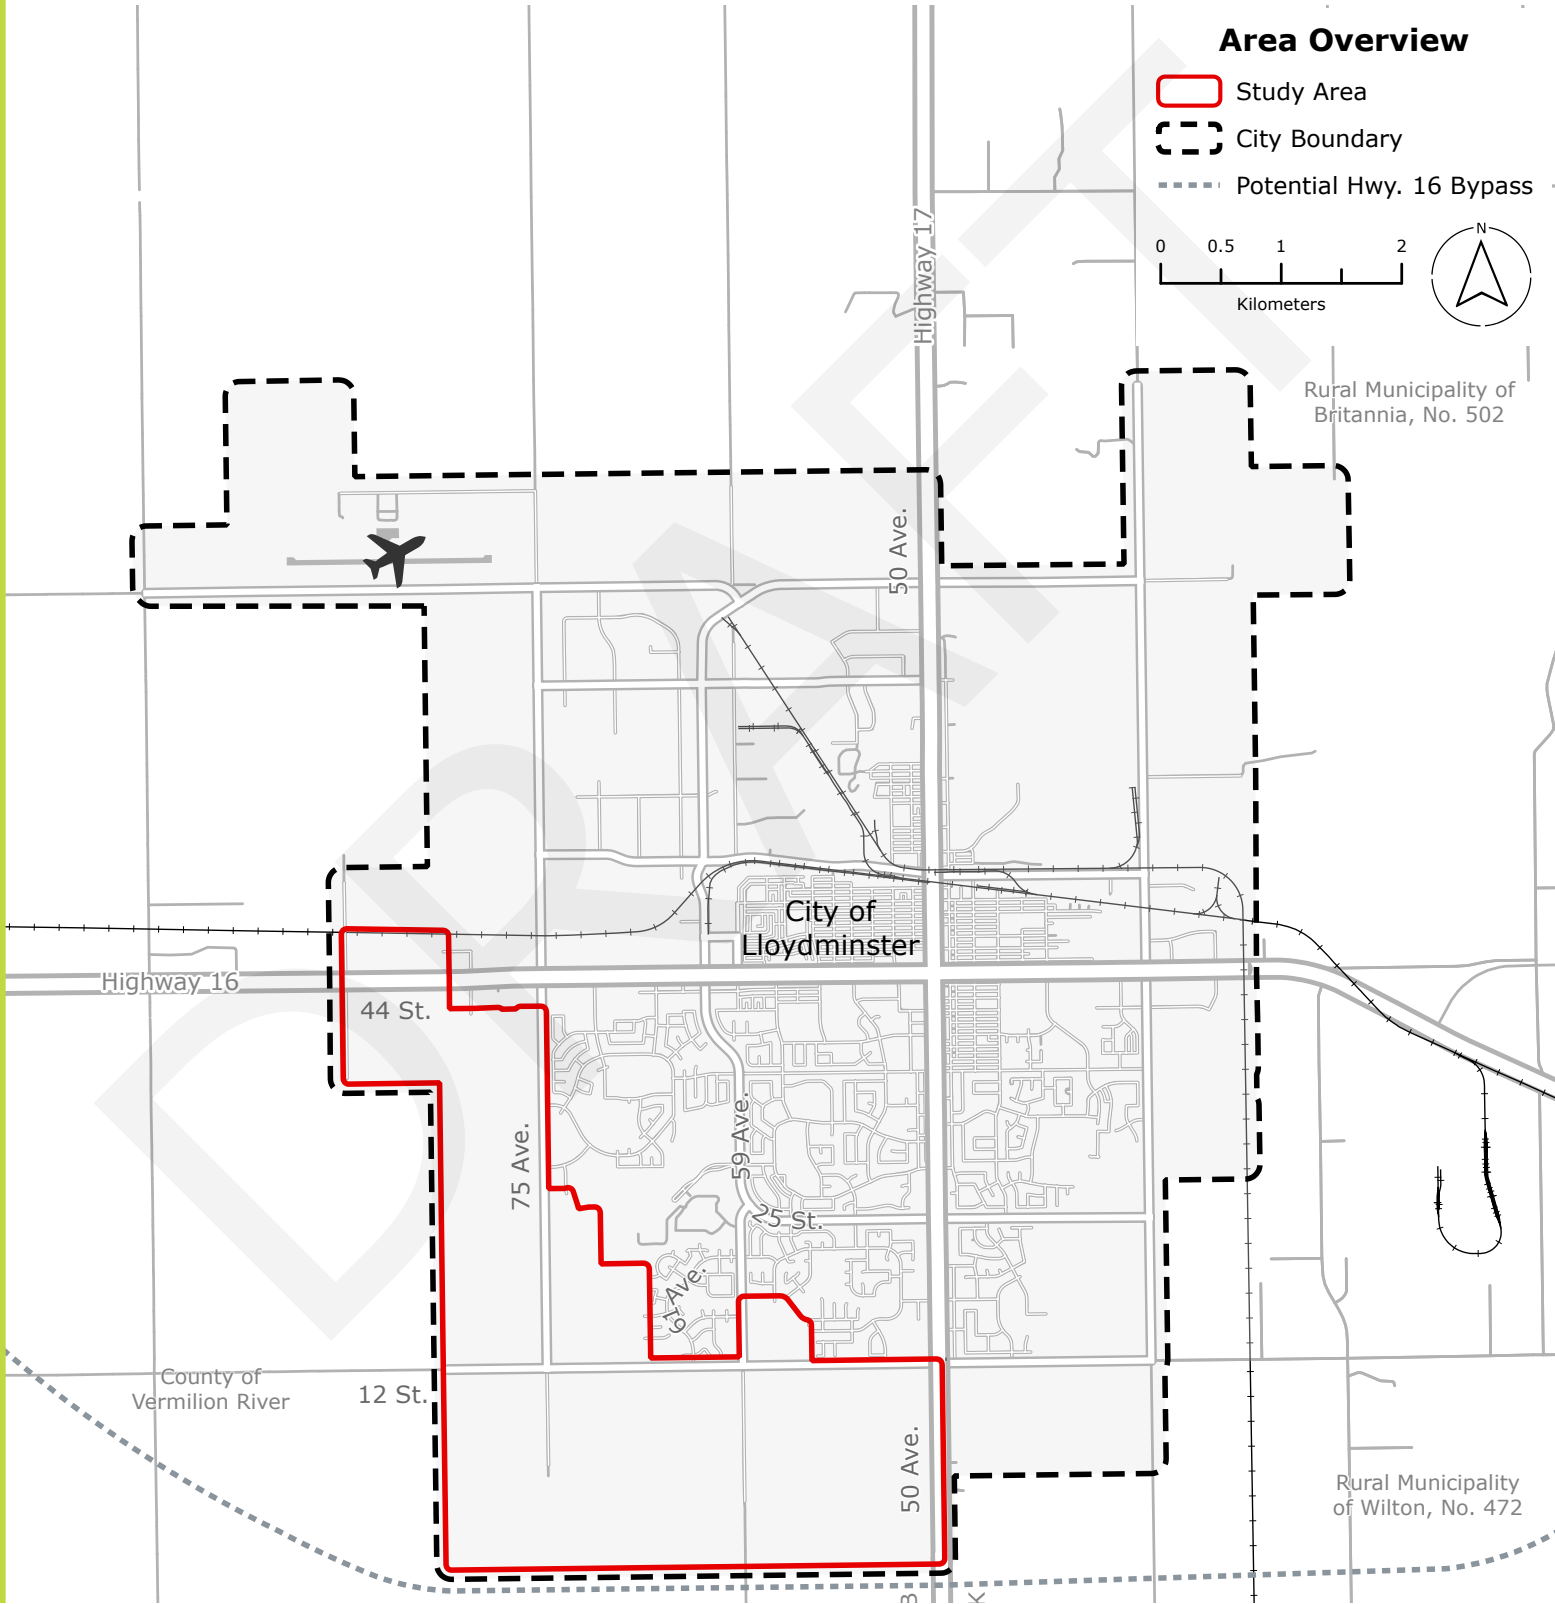 Area Overview
Study Area
City Boundary
Potential Hwy. 16 Bypass
0 0.5 1 2
Kilometers
N
DRAFT
Highway 17
Rural Municipality of
Britannia, No. 502
50 Ave.
City of
Lloydminster
Highway 16
44 St.
75 Ave.
59 Ave.
25 St.
61 Ave.
County of
Vermilion River
12 St.
50 Ave.
Rural Municipality
of Wilton, No. 472
B
K